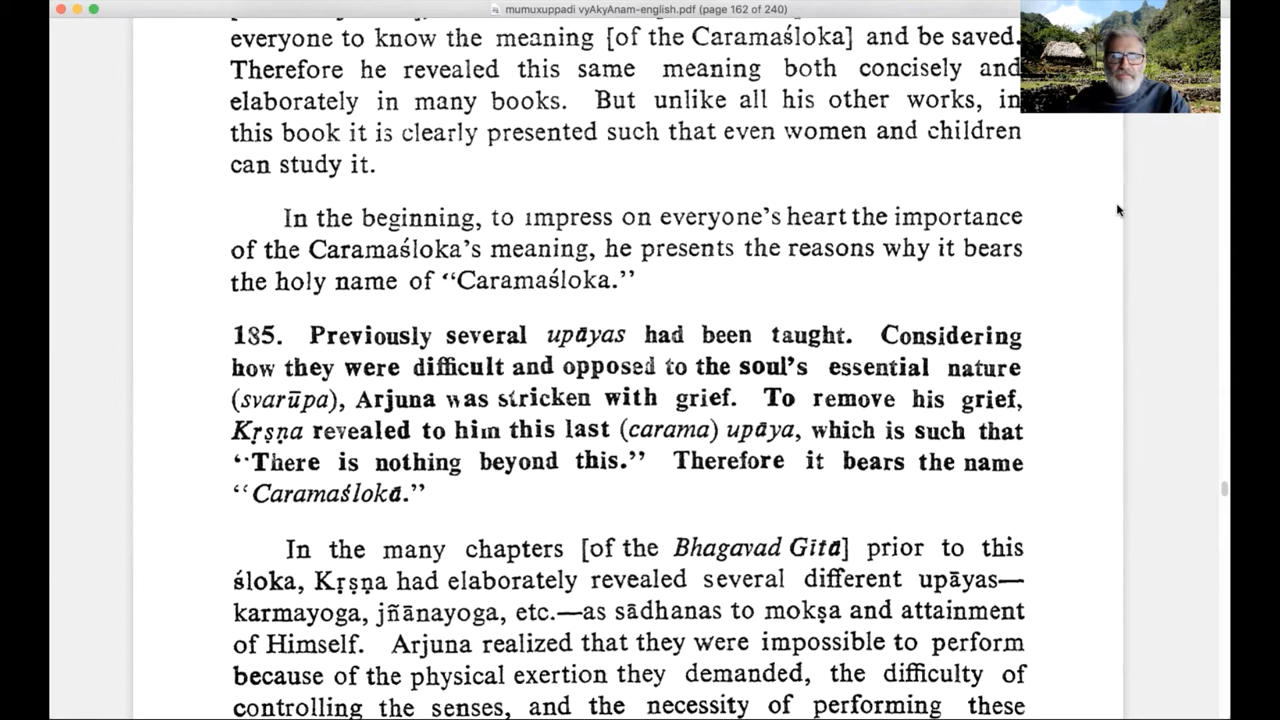 mumuxuppadi vyAkyAnam-english.pdf (page 162 of 240)
everyone to know the meaning [of the Caramaśloka] and be saved.
Therefore he revealed this same meaning both concisely and
elaborately in many books. But unlike all his other works, in
this book it is clearly presented such that even women and children
can study it.
In the beginning, to impress on everyone's heart the importance
of the Caramaśloka's meaning, he presents the reasons why it bears
the holy name of “Caramaśloka.”
185. Previously several upāyas had been taught. Considering
how they were difficult and opposed to the soul's essential nature
(svarūpa), Arjuna was stricken with grief. To remove his grief,
Kṛṣṇa revealed to him this last (carama) upāya, which is such that
“There is nothing beyond this.” Therefore it bears the name
“Caramaślokā.”
In the many chapters [of the Bhagavad Gītā] prior to this
śloka, Kṛṣṇa had elaborately revealed several different upāyas—
karmayoga, jñānayoga, etc.—as sādhanas to mokṣa and attainment
of Himself. Arjuna realized that they were impossible to perform
because of the physical exertion they demanded, the difficulty of
controlling the senses, and the necessity of performing these